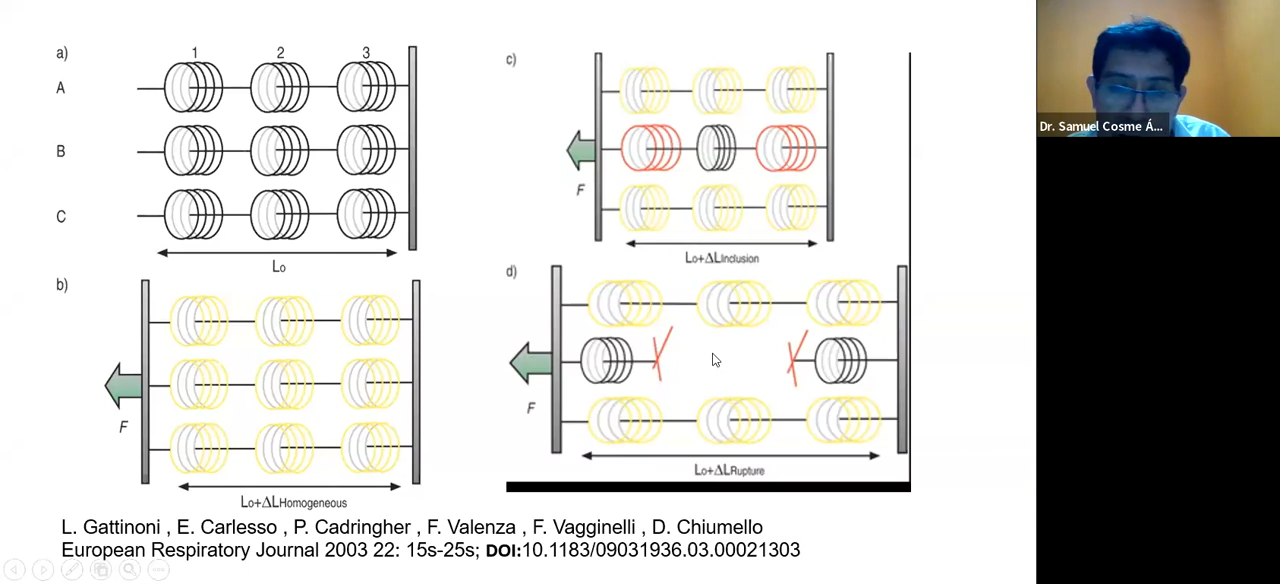 a)
1 2 3
A
B
C
Lo
b)
F
Lo+ΔLHomogeneous
c)
F
Lo+ΔLInclusion
d)
F
Lo+ΔLRupture
L. Gattinoni , E. Carlesso , P. Cadringher , F. Valenza , F. Vagginelli , D. Chiumello
European Respiratory Journal 2003 22: 15s-25s; DOI:10.1183/09031936.03.00021303
Dr. Samuel Cosme Á...